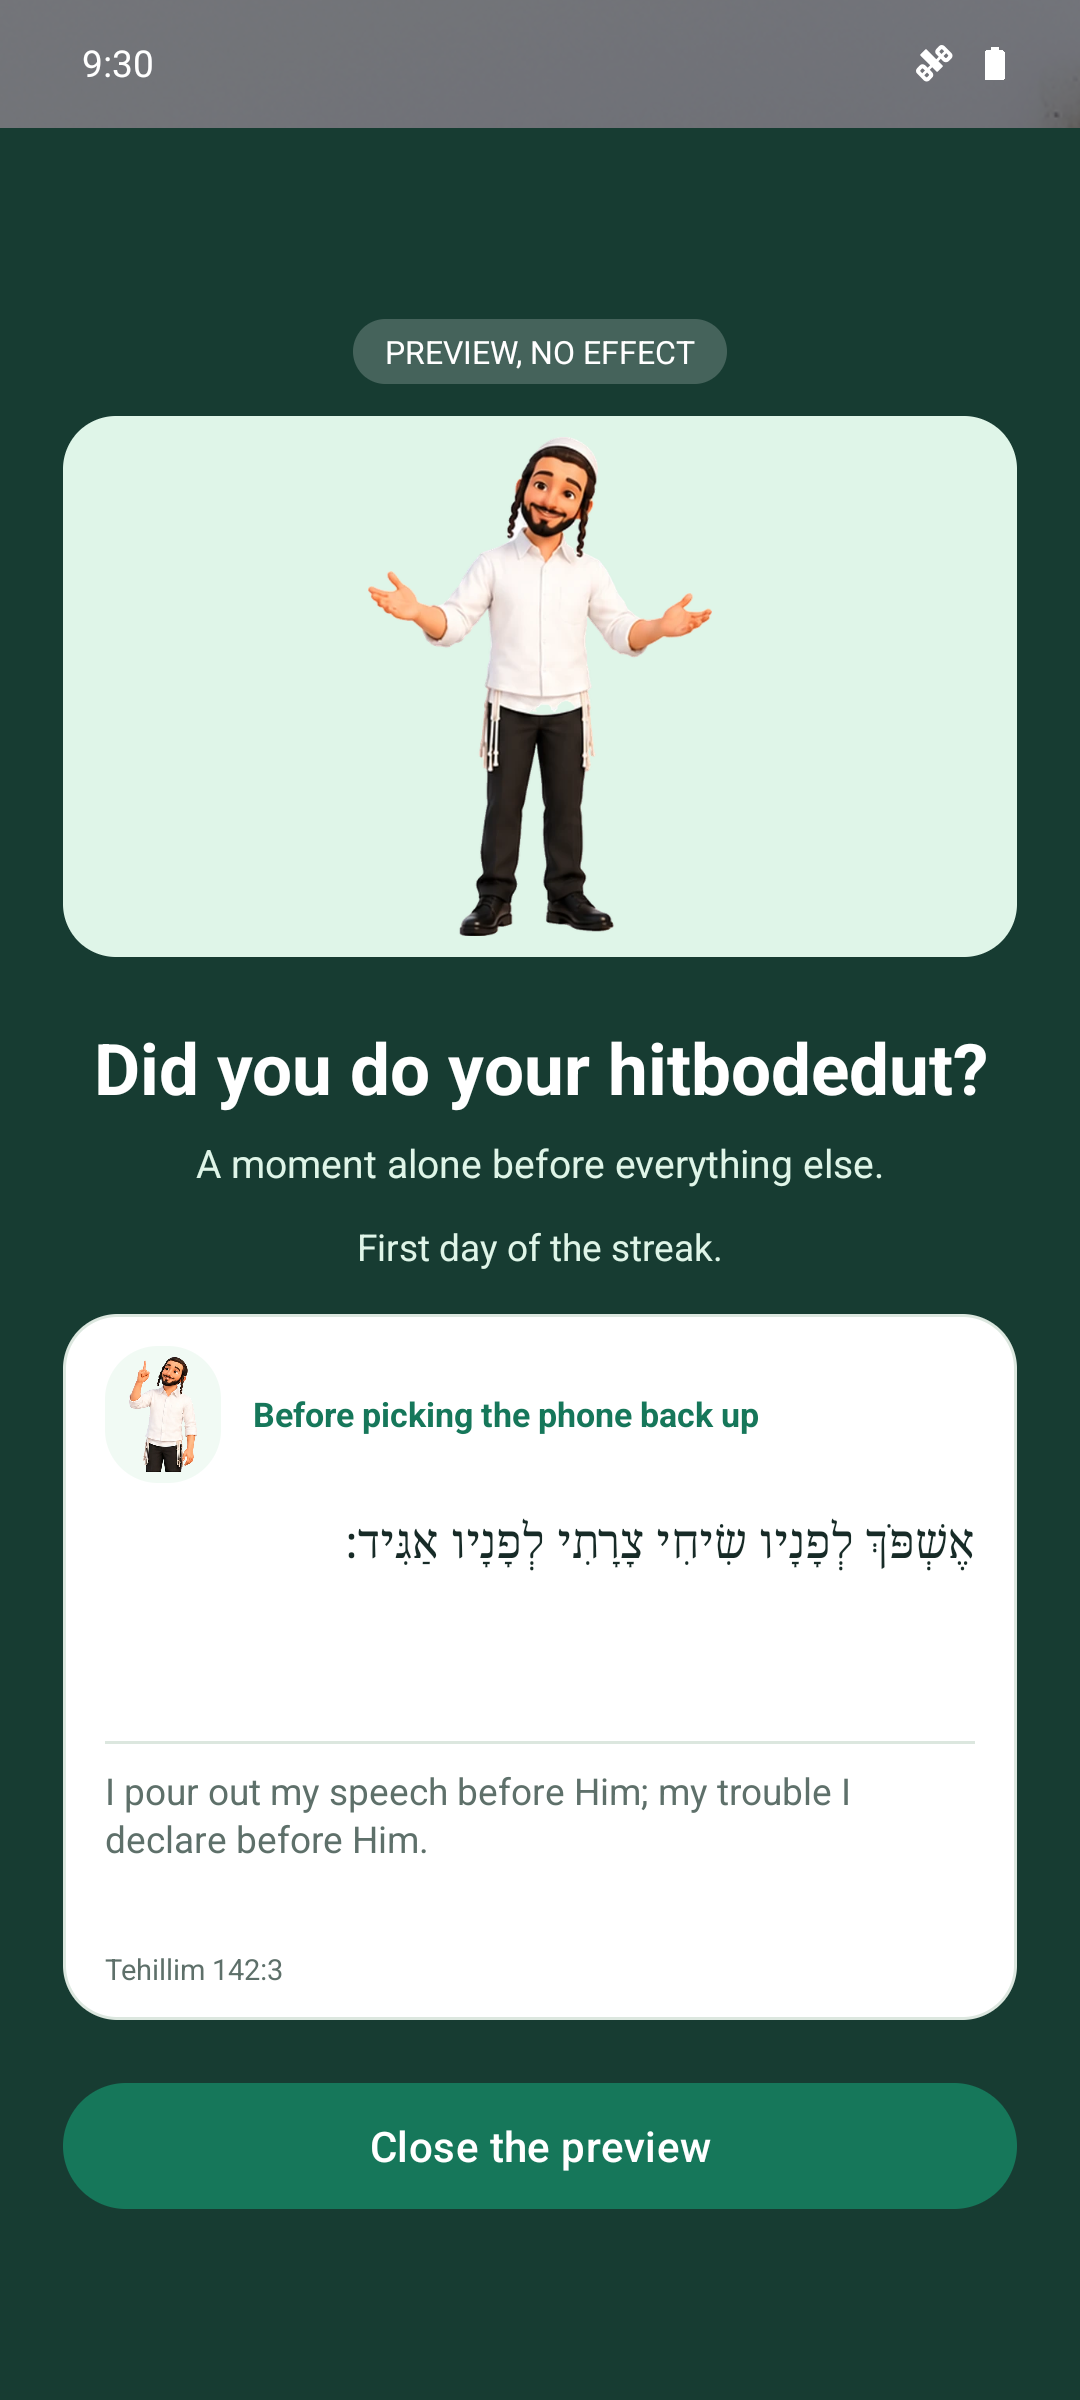 9:30
PREVIEW, NO EFFECT
Did you do your hitbodedut?
A moment alone before everything else.
First day of the streak.
Before picking the phone back up
אֶשְׁפֹּךְ לְפָנָיו שִׂיחִי צָרָתִי לְפָנָיו אַגִּיד׃
I pour out my speech before Him; my trouble I
declare before Him.
Tehillim 142:3
Close the preview